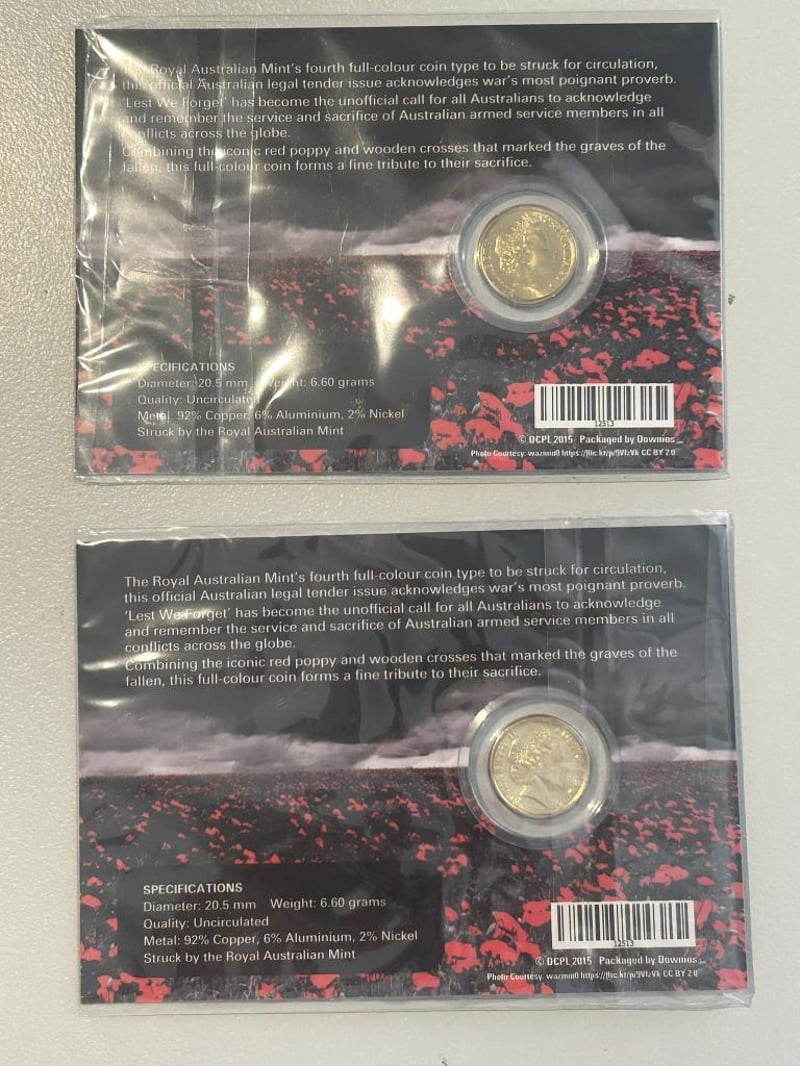 Royal Australian Mint's fourth full-colour coin type to be struck for circulation,
this official Australian legal tender issue acknowledges war's most poignant proverb.
'Lest We Forget' has become the unofficial call for all Australians to acknowledge
and remember the service and sacrifice of Australian armed service members in all
conflicts across the globe.
Combining the iconic red poppy and wooden crosses that marked the graves of the
fallen, this full-colour coin forms a fine tribute to their sacrifice.
SPECIFICATIONS
Diameter: 20.5 mm Weight: 6.60 grams
Quality: Uncirculated
Metal: 92% Copper, 6% Aluminium, 2% Nickel
Struck by the Royal Australian Mint
12513
© DCPL 2015 Packaged by Downies
Photo Courtesy: wazimu0 https://flic.kr/p/9VfzVk CC BY 2.0
The Royal Australian Mint's fourth full-colour coin type to be struck for circulation,
this official Australian legal tender issue acknowledges war's most poignant proverb.
'Lest We Forget' has become the unofficial call for all Australians to acknowledge
and remember the service and sacrifice of Australian armed service members in all
conflicts across the globe.
Combining the iconic red poppy and wooden crosses that marked the graves of the
fallen, this full-colour coin forms a fine tribute to their sacrifice.
SPECIFICATIONS
Diameter: 20.5 mm Weight: 6.60 grams
Quality: Uncirculated
Metal: 92% Copper, 6% Aluminium, 2% Nickel
Struck by the Royal Australian Mint
12513
© DCPL 2015 Packaged by Downies
Photo Courtesy: wazimu0 https://flic.kr/p/9VfzVk CC BY 2.0